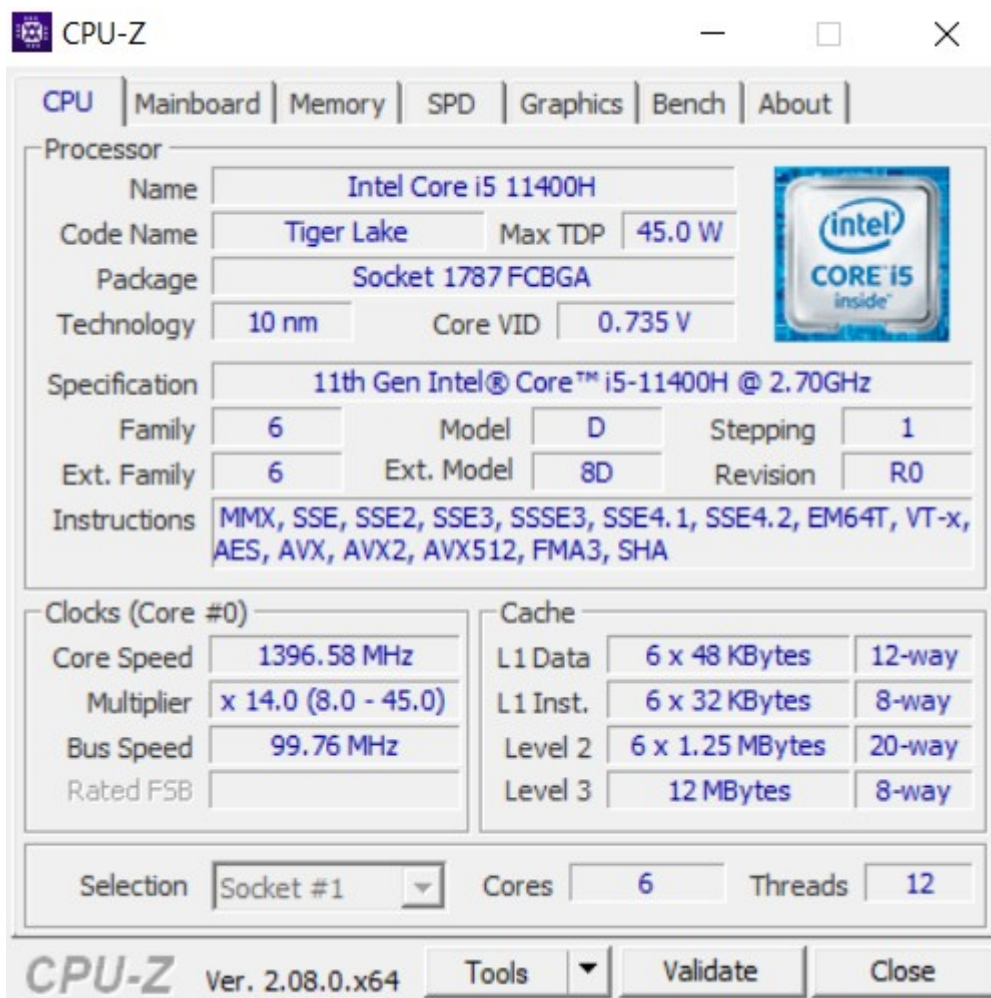 CPU-Z
CPU Mainboard Memory SPD Graphics Bench About
Processor
Name Intel Core i5 11400H
Code Name Tiger Lake Max TDP 45.0 W
Package Socket 1787 FCBGA
Technology 10 nm Core VID 0.735 V
intel
CORE i5
inside™
Specification 11th Gen Intel® Core™ i5-11400H @ 2.70GHz
Family 6 Model D Stepping 1
Ext. Family 6 Ext. Model 8D Revision R0
Instructions MMX, SSE, SSE2, SSE3, SSSE3, SSE4.1, SSE4.2, EM64T, VT-x,
AES, AVX, AVX2, AVX512, FMA3, SHA
Clocks (Core #0)
Core Speed 1396.58 MHz
Multiplier x 14.0 (8.0 - 45.0)
Bus Speed 99.76 MHz
Rated FSB
Cache
L1 Data 6 x 48 KBytes 12-way
L1 Inst. 6 x 32 KBytes 8-way
Level 2 6 x 1.25 MBytes 20-way
Level 3 12 MBytes 8-way
Selection Socket #1 Cores 6 Threads 12
CPU-Z Ver. 2.08.0.x64 Tools Validate Close